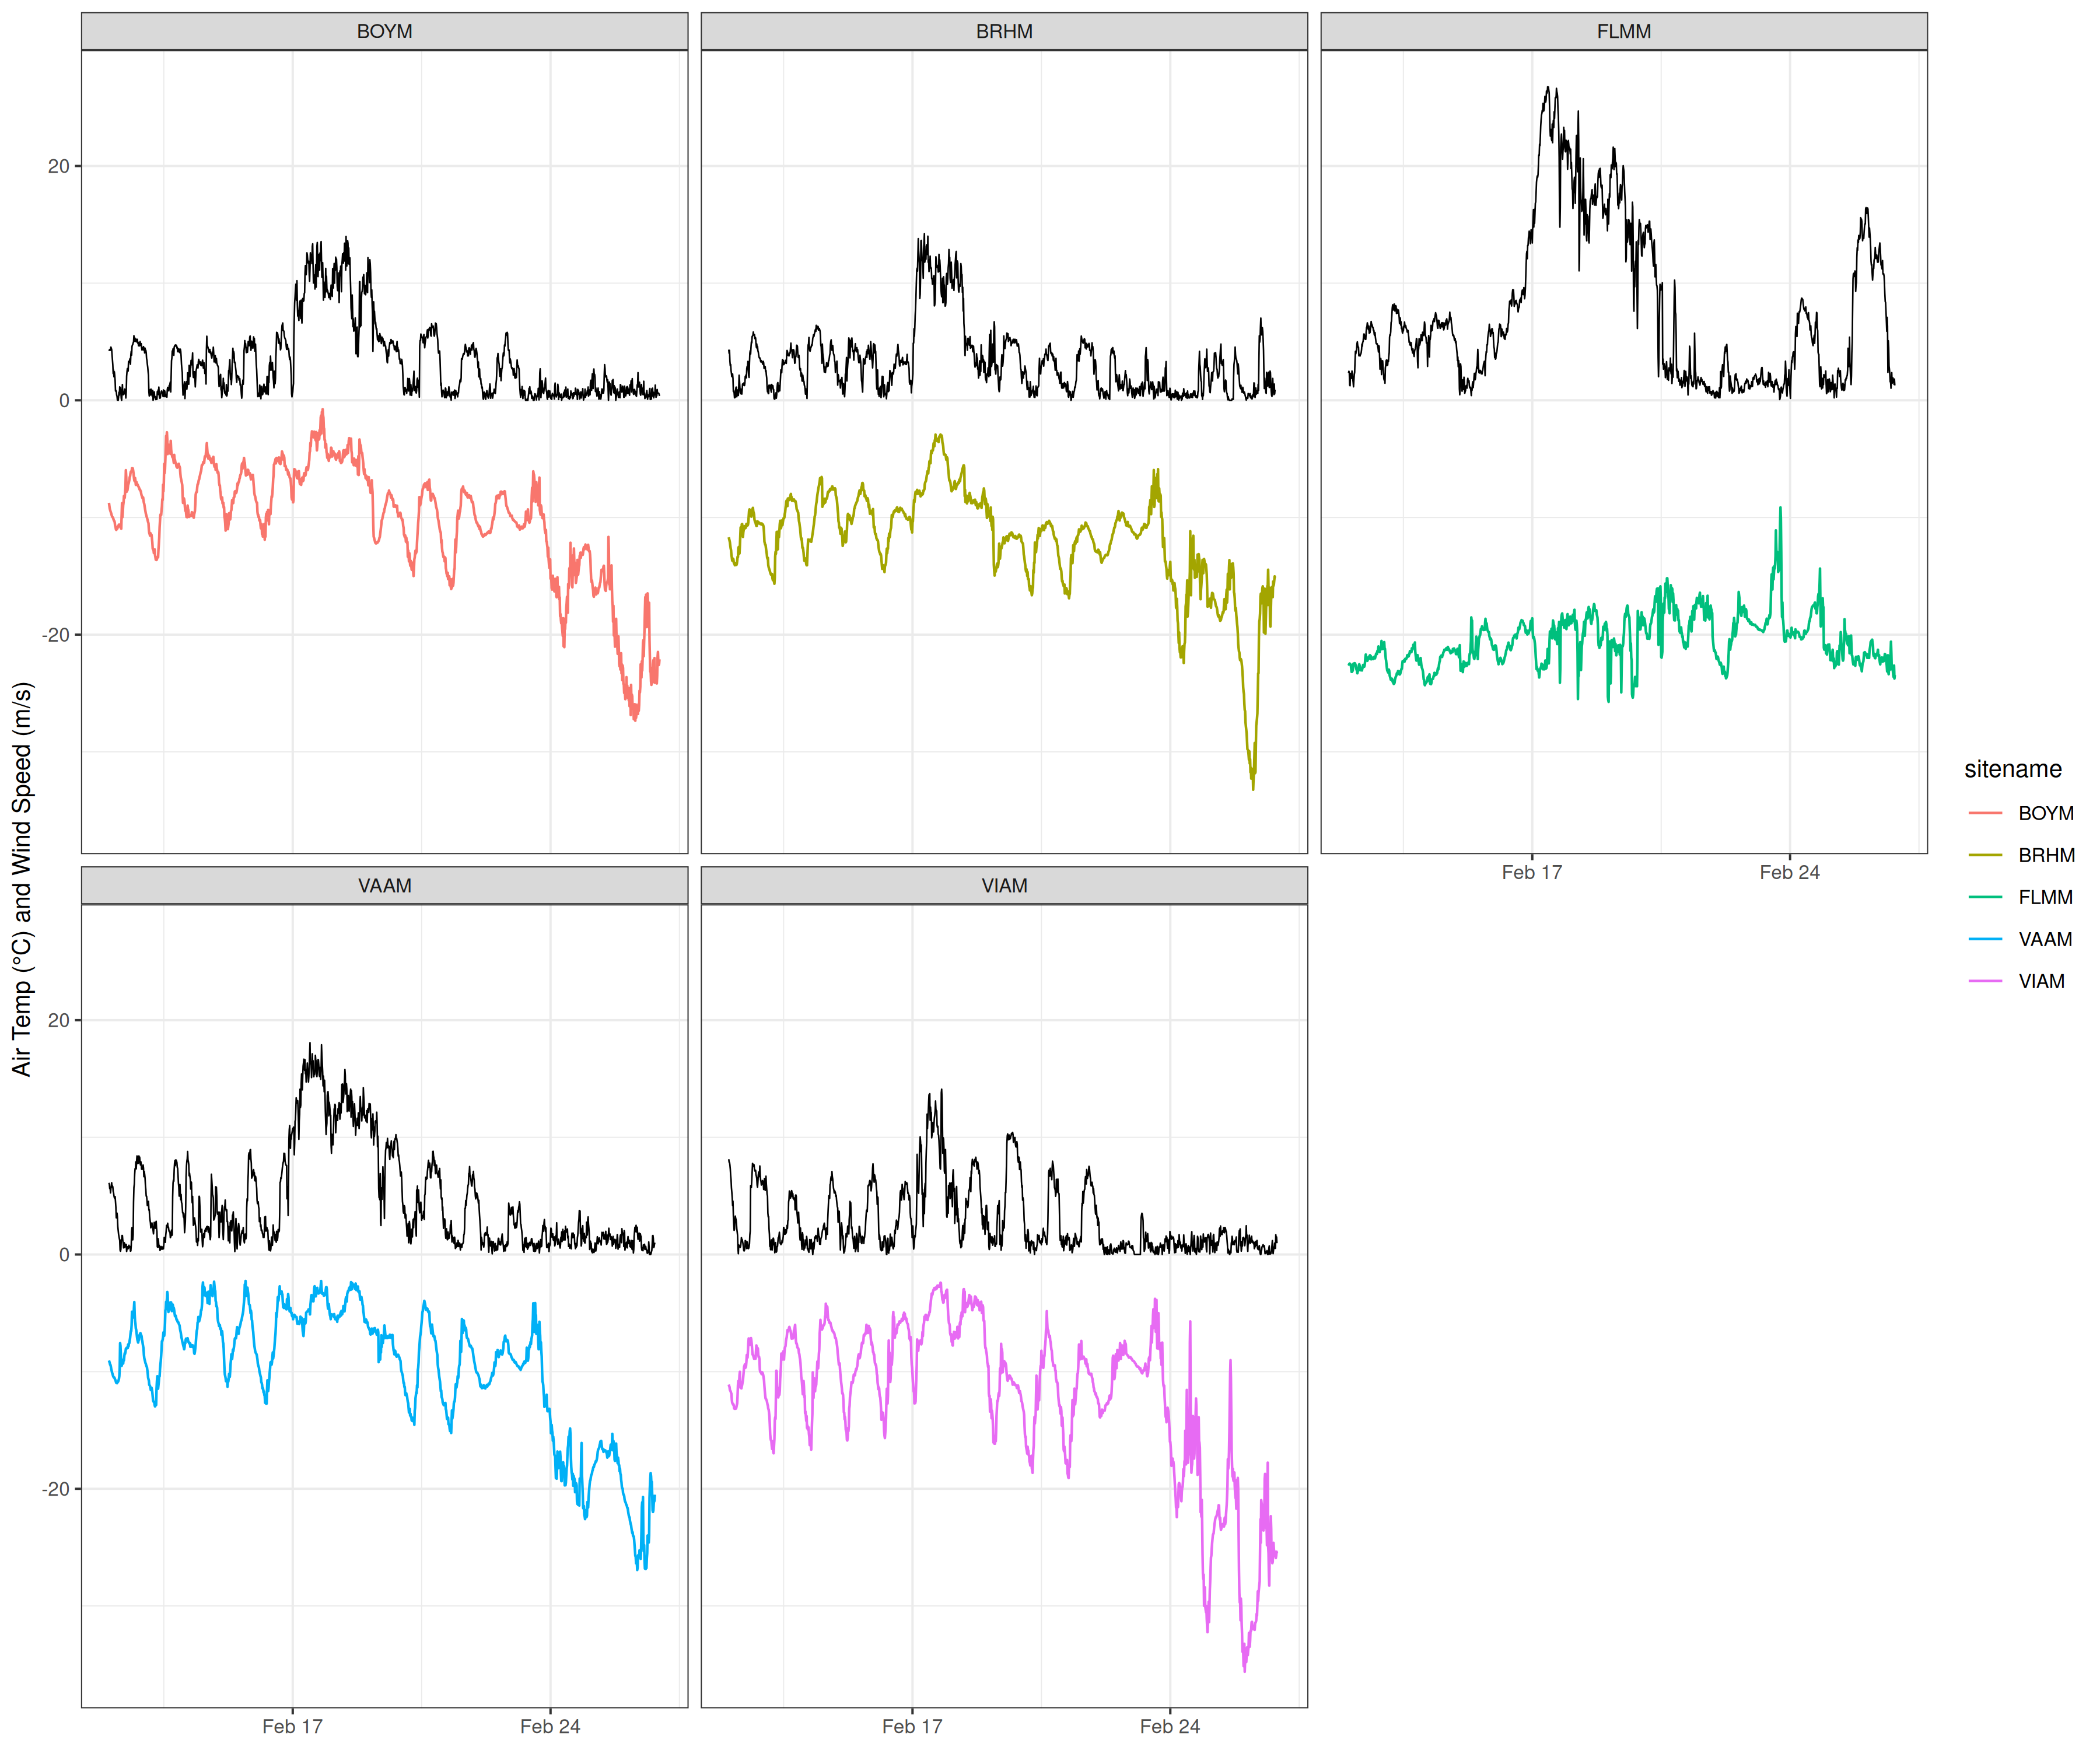 BOYM
BRHM
FLMM
20
0
-20
Feb 17
Feb 24
VAAM
VIAM
20
0
-20
Feb 17
Feb 24
Feb 17
Feb 24
Air Temp (°C) and Wind Speed (m/s)
sitename
BOYM
BRHM
FLMM
VAAM
VIAM